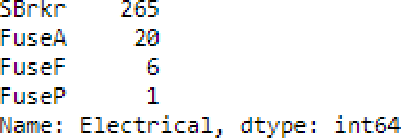 SBrkr    265
FuseA     20
FuseF      6
FuseP      1
Name: Electrical, dtype: int64